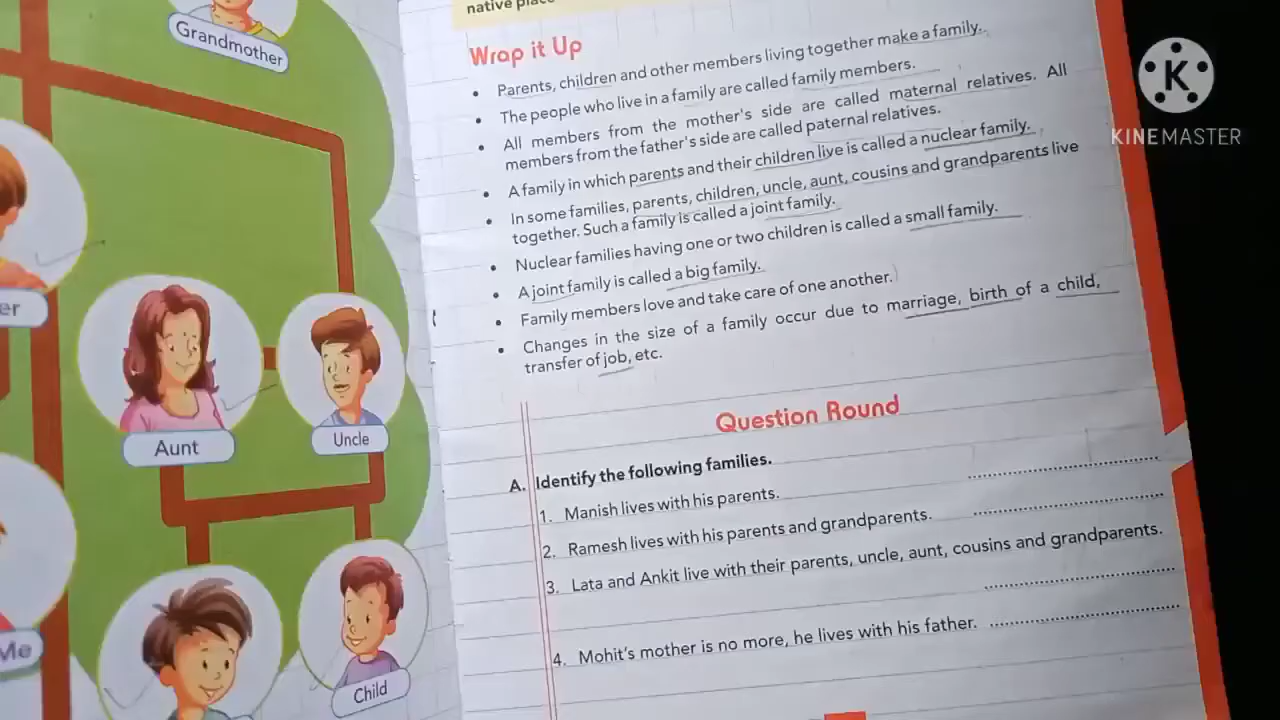 Grandmother
er
Aunt
Uncle
Me
Child
native place
Wrap it Up
• Parents, children and other members living together make a family.
• The people who live in a family are called family members.
• All members from the mother's side are called maternal relatives. All
members from the father's side are called paternal relatives.
• A family in which parents and their children live is called a nuclear family.
• In some families, parents, children, uncle, aunt, cousins and grandparents live
together. Such a family is called a joint family.
• Nuclear families having one or two children is called a small family.
• A joint family is called a big family.
• Family members love and take care of one another.
• Changes in the size of a family occur due to marriage, birth of a child,
transfer of job, etc.
Question Round
A. Identify the following families.
1. Manish lives with his parents. ....................
2. Ramesh lives with his parents and grandparents. ....................
3. Lata and Ankit live with their parents, uncle, aunt, cousins and grandparents.
....................
4. Mohit's mother is no more, he lives with his father. ....................
K
KINEMASTER